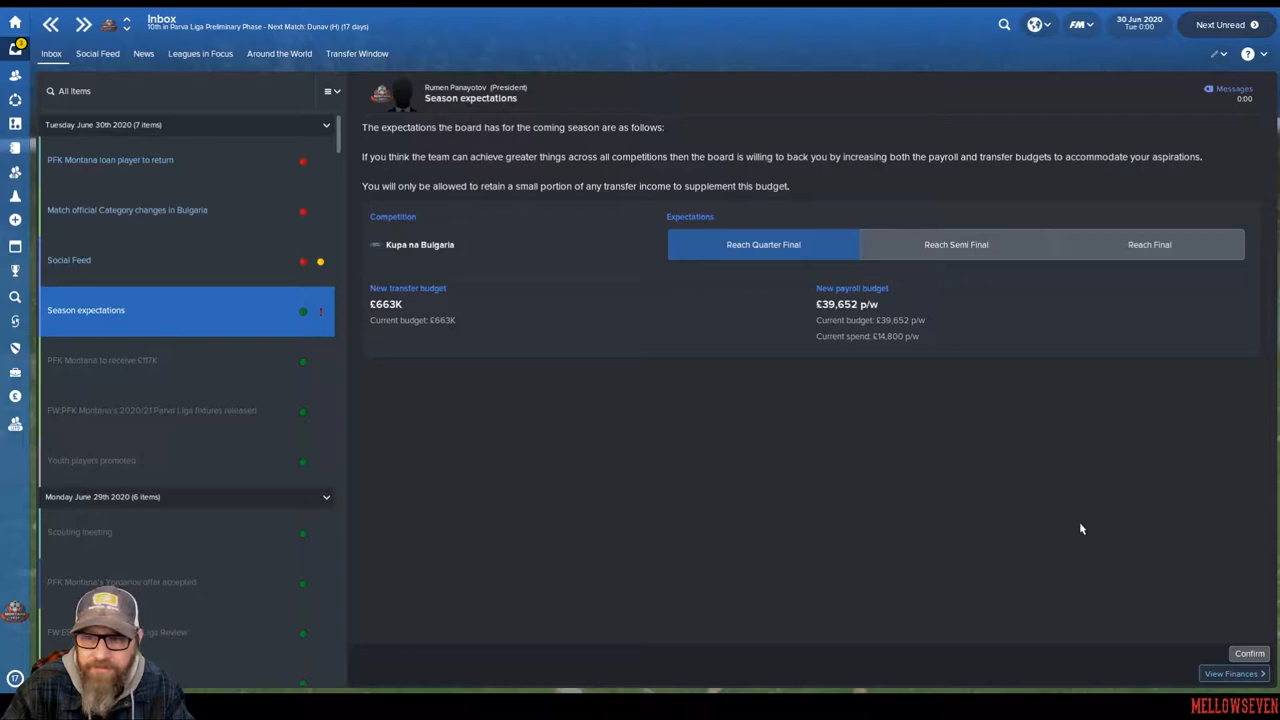 Inbox
10th in Parva Liga Preliminary Phase - Next Match: Dunav (H) (17 days)
FM
30 Jun 2020
Tue 0:00
Next Unread
3
Inbox
Social Feed
News
Leagues in Focus
Around the World
Transfer Window
All Items
Tuesday June 30th 2020 (7 items)
PFK Montana loan player to return
Match official Category changes in Bulgaria
Social Feed
Season expectations
PFK Montana to receive £117K
FW:PFK Montana's 2020/21 Parva Liga fixtures released
Youth players promoted
Monday June 29th 2020 (6 items)
Scouting meeting
PFK Montana's Yordanov offer accepted
Liga Review
17
Rumen Panayotov (President)
Season expectations
Messages
0:00
The expectations the board has for the coming season are as follows:
If you think the team can achieve greater things across all competitions then the board is willing to back you by increasing both the payroll and transfer budgets to accommodate your aspirations.
You will only be allowed to retain a small portion of any transfer income to supplement this budget.
Competition
Expectations
Kupa na Bulgaria
Reach Quarter Final
Reach Semi Final
Reach Final
New transfer budget
£663K
Current budget: £663K
New payroll budget
£39,652 p/w
Current budget: £39,652 p/w
Current spend: £14,800 p/w
Confirm
View Finances
MELLOWSEVEN